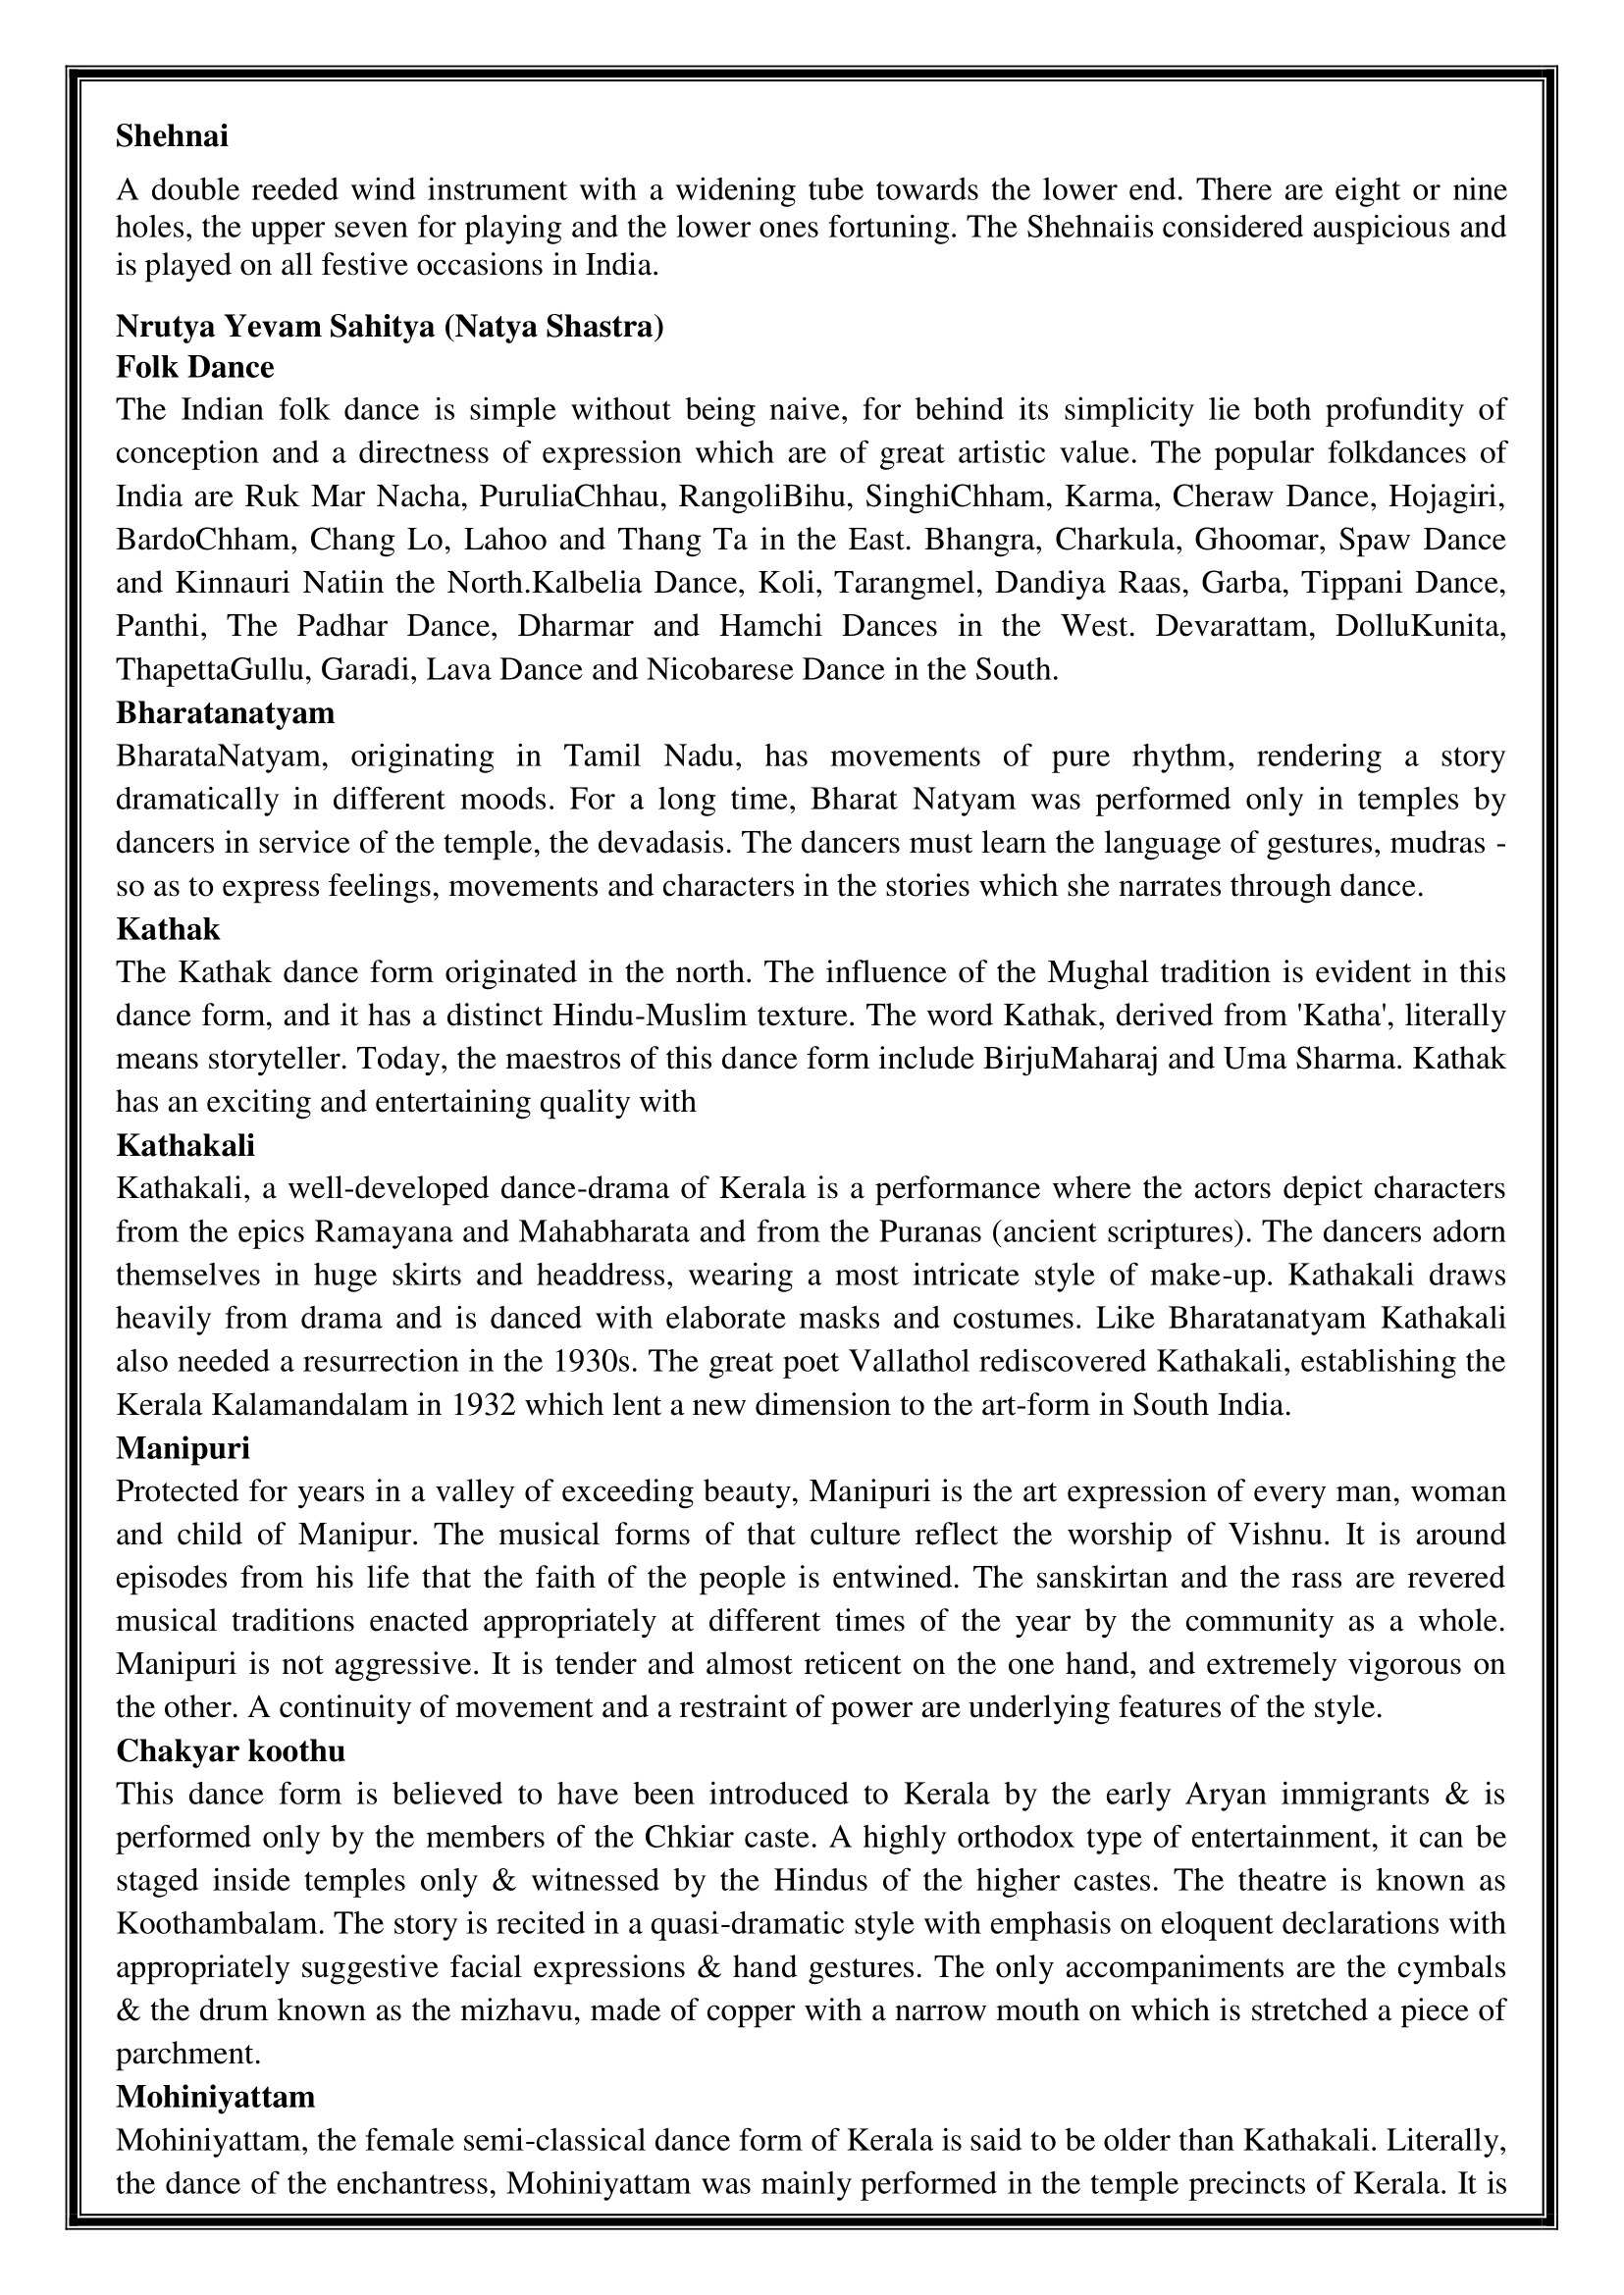 Shehnai
A double reeded wind instrument with a widening tube towards the lower end. There are eight or nine
holes, the upper seven for playing and the lower ones fortuning. The Shehnaiis considered auspicious and
is played on all festive occasions in India.
Nrutya Yevam Sahitya (Natya Shastra)
Folk Dance
The Indian folk dance is simple without being naive, for behind its simplicity lie both profundity of
conception and a directness of expression which are of great artistic value. The popular folkdances of
India are Ruk Mar Nacha, PuruliaChhau, RangoliBihu, SinghiChham, Karma, Cheraw Dance, Hojagiri,
BardoChham, Chang Lo, Lahoo and Thang Ta in the East. Bhangra, Charkula, Ghoomar, Spaw Dance
and Kinnauri Natiin the North.Kalbelia Dance, Koli, Tarangmel, Dandiya Raas, Garba, Tippani Dance,
Panthi, The Padhar Dance, Dharmar and Hamchi Dances in the West. Devarattam, DolluKunita,
ThapettaGullu, Garadi, Lava Dance and Nicobarese Dance in the South.
Bharatanatyam
BharataNatyam, originating in Tamil Nadu, has movements of pure rhythm, rendering a story
dramatically in different moods. For a long time, Bharat Natyam was performed only in temples by
dancers in service of the temple, the devadasis. The dancers must learn the language of gestures, mudras -
so as to express feelings, movements and characters in the stories which she narrates through dance.
Kathak
The Kathak dance form originated in the north. The influence of the Mughal tradition is evident in this
dance form, and it has a distinct Hindu-Muslim texture. The word Kathak, derived from 'Katha', literally
means storyteller. Today, the maestros of this dance form include BirjuMaharaj and Uma Sharma. Kathak
has an exciting and entertaining quality with
Kathakali
Kathakali, a well-developed dance-drama of Kerala is a performance where the actors depict characters
from the epics Ramayana and Mahabharata and from the Puranas (ancient scriptures). The dancers adorn
themselves in huge skirts and headdress, wearing a most intricate style of make-up. Kathakali draws
heavily from drama and is danced with elaborate masks and costumes. Like Bharatanatyam Kathakali
also needed a resurrection in the 1930s. The great poet Vallathol rediscovered Kathakali, establishing the
Kerala Kalamandalam in 1932 which lent a new dimension to the art-form in South India.
Manipuri
Protected for years in a valley of exceeding beauty, Manipuri is the art expression of every man, woman
and child of Manipur. The musical forms of that culture reflect the worship of Vishnu. It is around
episodes from his life that the faith of the people is entwined. The sanskirtan and the rass are revered
musical traditions enacted appropriately at different times of the year by the community as a whole.
Manipuri is not aggressive. It is tender and almost reticent on the one hand, and extremely vigorous on
the other. A continuity of movement and a restraint of power are underlying features of the style.
Chakyar koothu
This dance form is believed to have been introduced to Kerala by the early Aryan immigrants & is
performed only by the members of the Chkiar caste. A highly orthodox type of entertainment, it can be
staged inside temples only & witnessed by the Hindus of the higher castes. The theatre is known as
Koothambalam. The story is recited in a quasi-dramatic style with emphasis on eloquent declarations with
appropriately suggestive facial expressions & hand gestures. The only accompaniments are the cymbals
& the drum known as the mizhavu, made of copper with a narrow mouth on which is stretched a piece of
parchment.
Mohiniyattam
Mohiniyattam, the female semi-classical dance form of Kerala is said to be older than Kathakali. Literally,
the dance of the enchantress, Mohiniyattam was mainly performed in the temple precincts of Kerala. It is